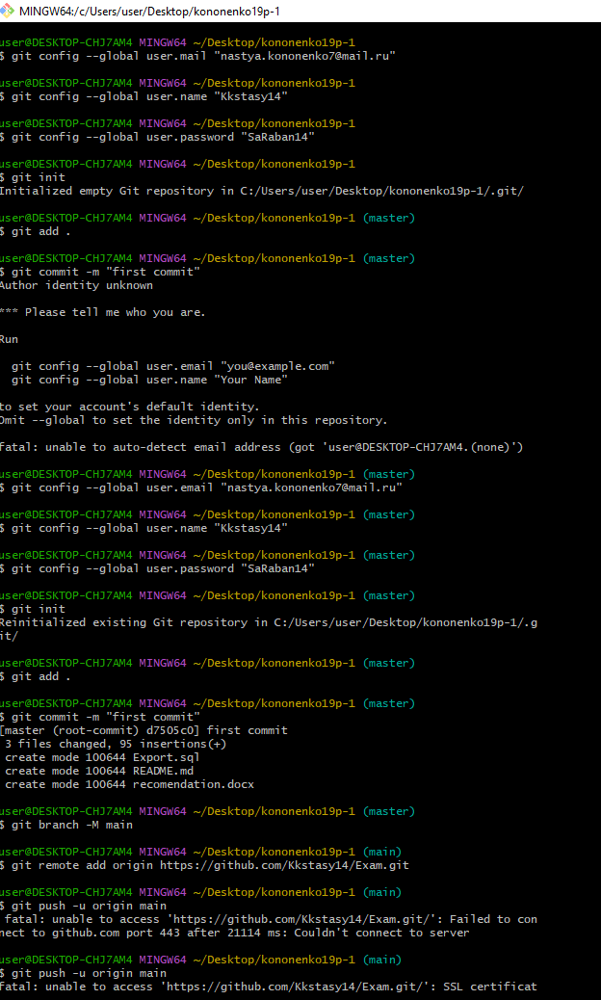 MINGW64:/c/Users/user/Desktop/kononenko19p-1
user@DESKTOP-CHJ7AM4 MINGW64 ~/Desktop/kononenko19p-1
$ git config --global user.mail "nastya.kononenko7@mail.ru"
user@DESKTOP-CHJ7AM4 MINGW64 ~/Desktop/kononenko19p-1
$ git config --global user.name "Kkstasy14"
user@DESKTOP-CHJ7AM4 MINGW64 ~/Desktop/kononenko19p-1
$ git config --global user.password "SaRaban14"
user@DESKTOP-CHJ7AM4 MINGW64 ~/Desktop/kononenko19p-1
$ git init
Initialized empty Git repository in C:/Users/user/Desktop/kononenko19p-1/.git/
user@DESKTOP-CHJ7AM4 MINGW64 ~/Desktop/kononenko19p-1 (master)
$ git add .
user@DESKTOP-CHJ7AM4 MINGW64 ~/Desktop/kononenko19p-1 (master)
$ git commit -m "first commit"
Author identity unknown
*** Please tell me who you are.
Run
git config --global user.email "you@example.com"
git config --global user.name "Your Name"
to set your account's default identity.
Omit --global to set the identity only in this repository.
fatal: unable to auto-detect email address (got 'user@DESKTOP-CHJ7AM4.(none)')
user@DESKTOP-CHJ7AM4 MINGW64 ~/Desktop/kononenko19p-1 (master)
$ git config --global user.email "nastya.kononenko7@mail.ru"
user@DESKTOP-CHJ7AM4 MINGW64 ~/Desktop/kononenko19p-1 (master)
$ git config --global user.name "Kkstasy14"
user@DESKTOP-CHJ7AM4 MINGW64 ~/Desktop/kononenko19p-1 (master)
$ git config --global user.password "SaRaban14"
user@DESKTOP-CHJ7AM4 MINGW64 ~/Desktop/kononenko19p-1 (master)
$ git init
Reinitialized existing Git repository in C:/Users/user/Desktop/kononenko19p-1/.g
it/
user@DESKTOP-CHJ7AM4 MINGW64 ~/Desktop/kononenko19p-1 (master)
$ git add .
user@DESKTOP-CHJ7AM4 MINGW64 ~/Desktop/kononenko19p-1 (master)
$ git commit -m "first commit"
[master (root-commit) d7505c0] first commit
3 files changed, 95 insertions(+)
create mode 100644 Export.sql
create mode 100644 README.md
create mode 100644 recomendation.docx
user@DESKTOP-CHJ7AM4 MINGW64 ~/Desktop/kononenko19p-1 (master)
$ git branch -M main
user@DESKTOP-CHJ7AM4 MINGW64 ~/Desktop/kononenko19p-1 (main)
$ git remote add origin https://github.com/Kkstasy14/Exam.git
user@DESKTOP-CHJ7AM4 MINGW64 ~/Desktop/kononenko19p-1 (main)
$ git push -u origin main
fatal: unable to access 'https://github.com/Kkstasy14/Exam.git/': Failed to con
nect to github.com port 443 after 21114 ms: Couldn't connect to server
user@DESKTOP-CHJ7AM4 MINGW64 ~/Desktop/kononenko19p-1 (main)
$ git push -u origin main
fatal: unable to access 'https://github.com/Kkstasy14/Exam.git/': SSL certificat